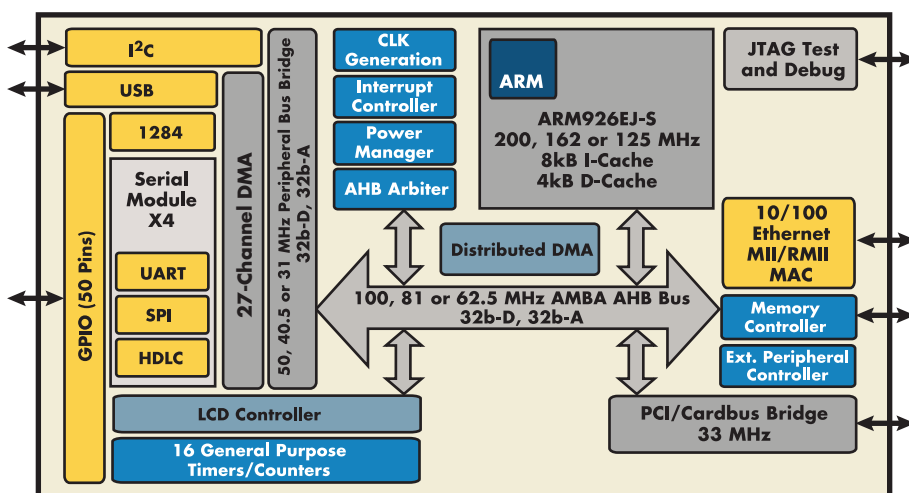 I²C
USB
1284
Serial
Module
X4
UART
SPI
HDLC
GPIO (50 Pins)
27-Channel DMA
50, 40.5 or 31 MHz Peripheral Bus Bridge
32b-D, 32b-A
CLK
Generation
Interrupt
Controller
Power
Manager
AHB Arbiter
ARM
ARM926EJ-S
200, 162 or 125 MHz
8kB I-Cache
4kB D-Cache
JTAG Test
and Debug
Distributed DMA
100, 81 or 62.5 MHz AMBA AHB Bus
32b-D, 32b-A
10/100
Ethernet
MII/RMII
MAC
Memory
Controller
Ext. Peripheral
Controller
LCD Controller
PCI/Cardbus Bridge
33 MHz
16 General Purpose
Timers/Counters